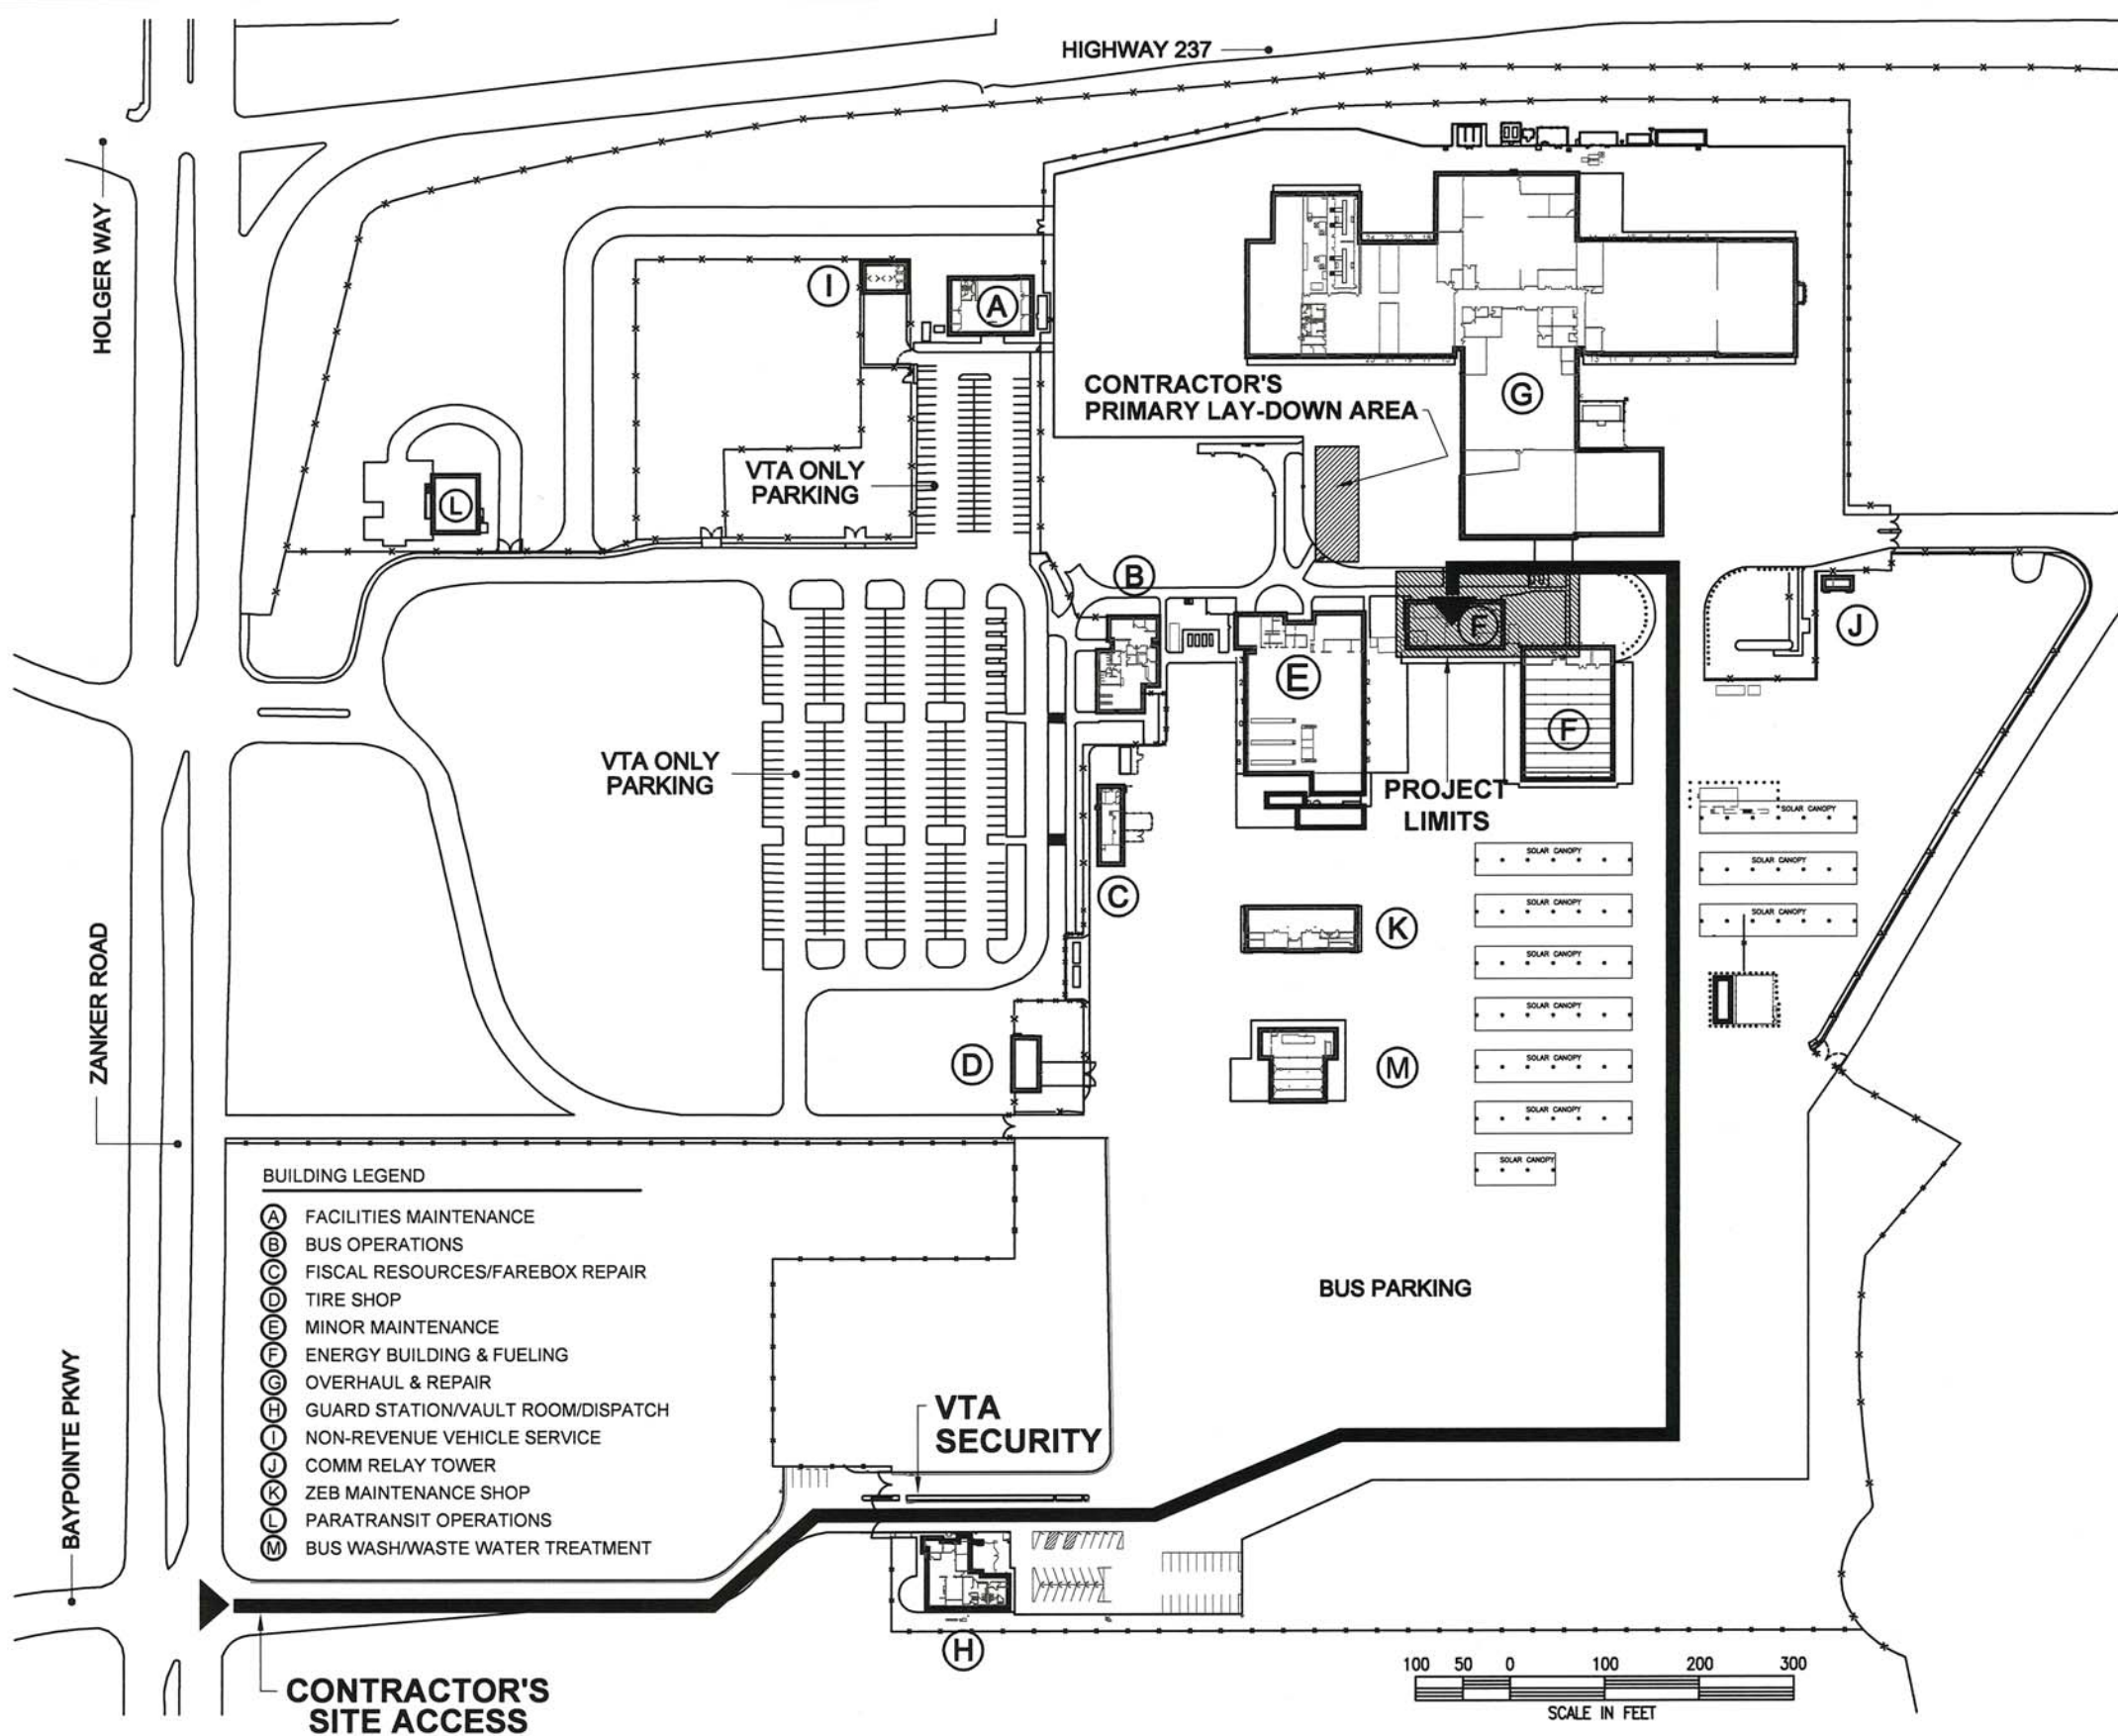 HIGHWAY 237
HOLGER WAY
I
A
CONTRACTOR'S
PRIMARY LAY-DOWN AREA
G
VTA ONLY
PARKING
L
B
F
J
E
F
VTA ONLY
PARKING
PROJECT
LIMITS
SOLAR CANOPY
SOLAR CANOPY
SOLAR CANOPY
C
SOLAR CANOPY
SOLAR CANOPY
K
ZANKER ROAD
SOLAR CANOPY
SOLAR CANOPY
D
M
SOLAR CANOPY
SOLAR CANOPY
SOLAR CANOPY
BUILDING LEGEND
A FACILITIES MAINTENANCE
B BUS OPERATIONS
C FISCAL RESOURCES/FAREBOX REPAIR
D TIRE SHOP
E MINOR MAINTENANCE
F ENERGY BUILDING & FUELING
G OVERHAUL & REPAIR
H GUARD STATION/VAULT ROOM/DISPATCH
I NON-REVENUE VEHICLE SERVICE
J COMM RELAY TOWER
K ZEB MAINTENANCE SHOP
L PARATRANSIT OPERATIONS
M BUS WASH/WASTE WATER TREATMENT
BUS PARKING
BAYPOINTE PKWY
VTA
SECURITY
H
CONTRACTOR'S
SITE ACCESS
100 50 0 100 200 300
SCALE IN FEET